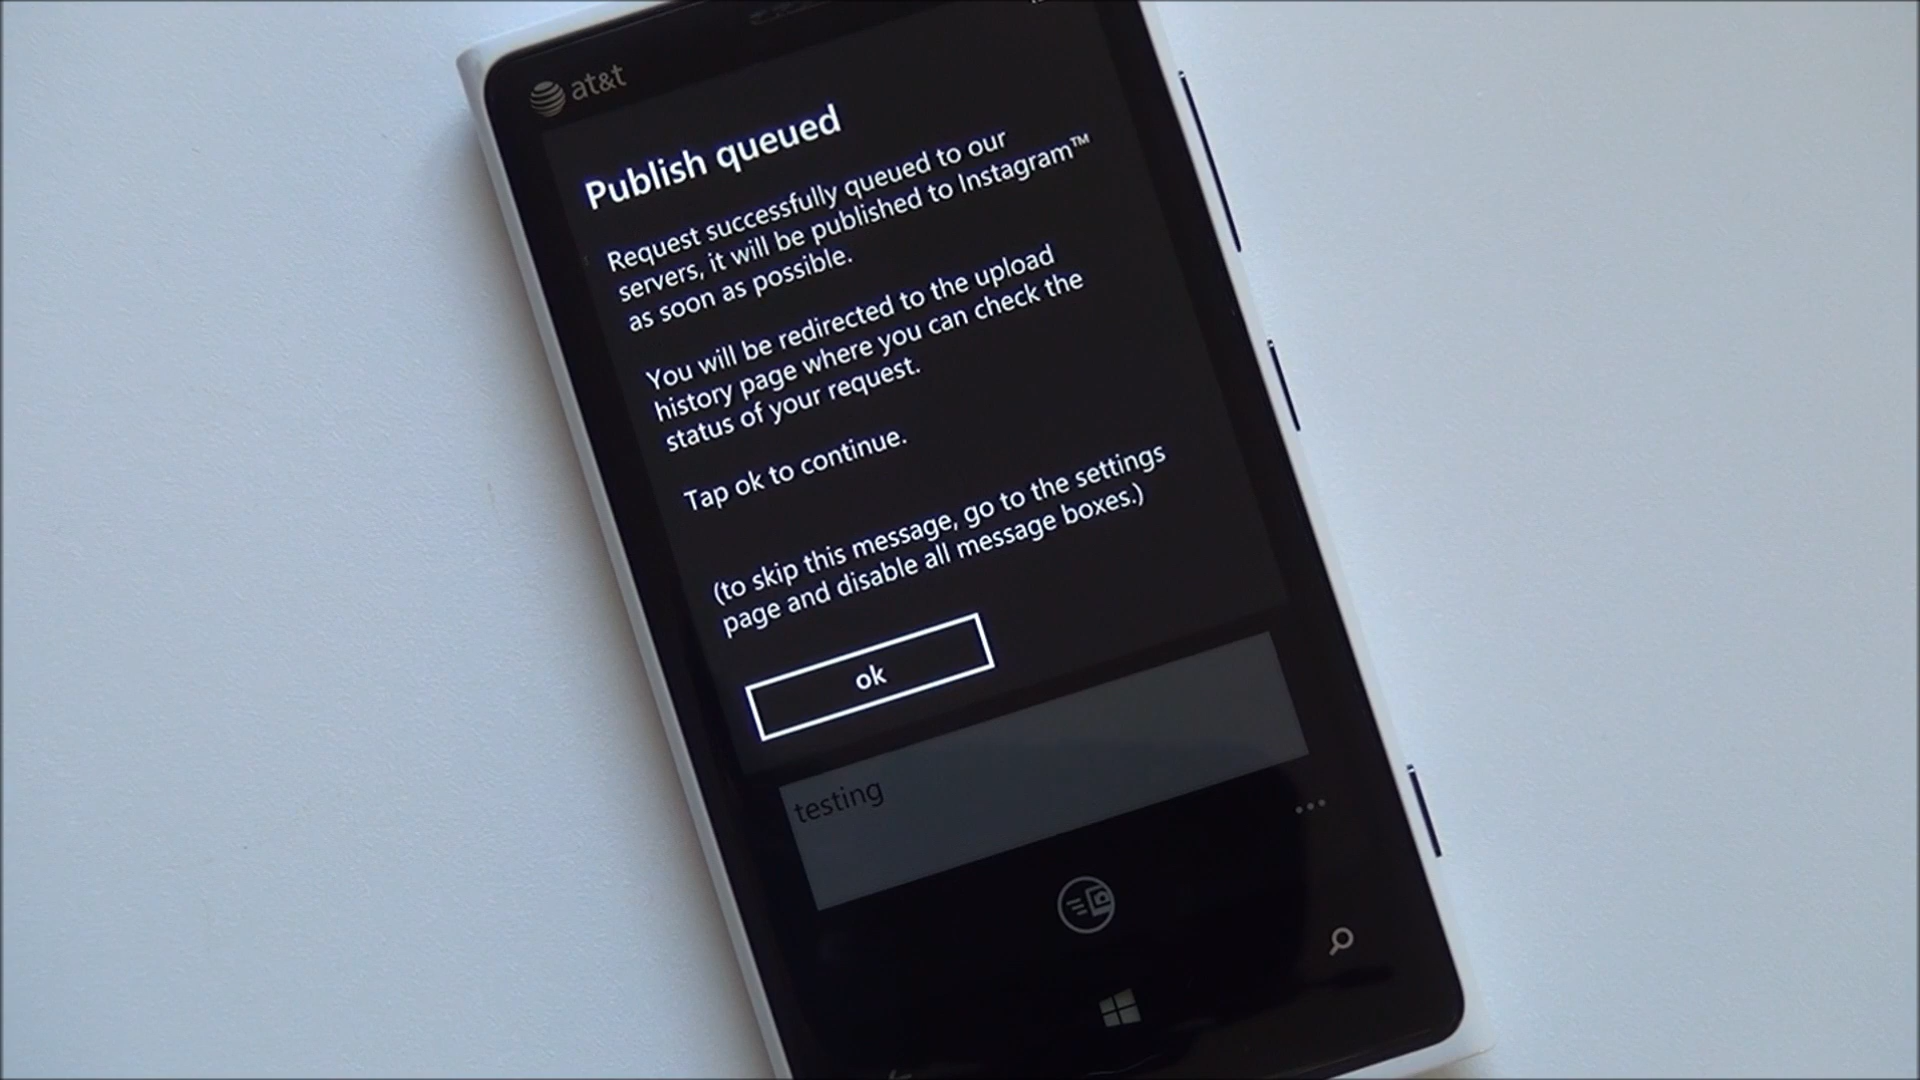 at&t
Publish queued
Request successfully queued to our
servers, it will be published to Instagram™
as soon as possible.
You will be redirected to the upload
history page where you can check the
status of your request.
Tap ok to continue.
(to skip this message, go to the settings
page and disable all message boxes.)
ok
testing